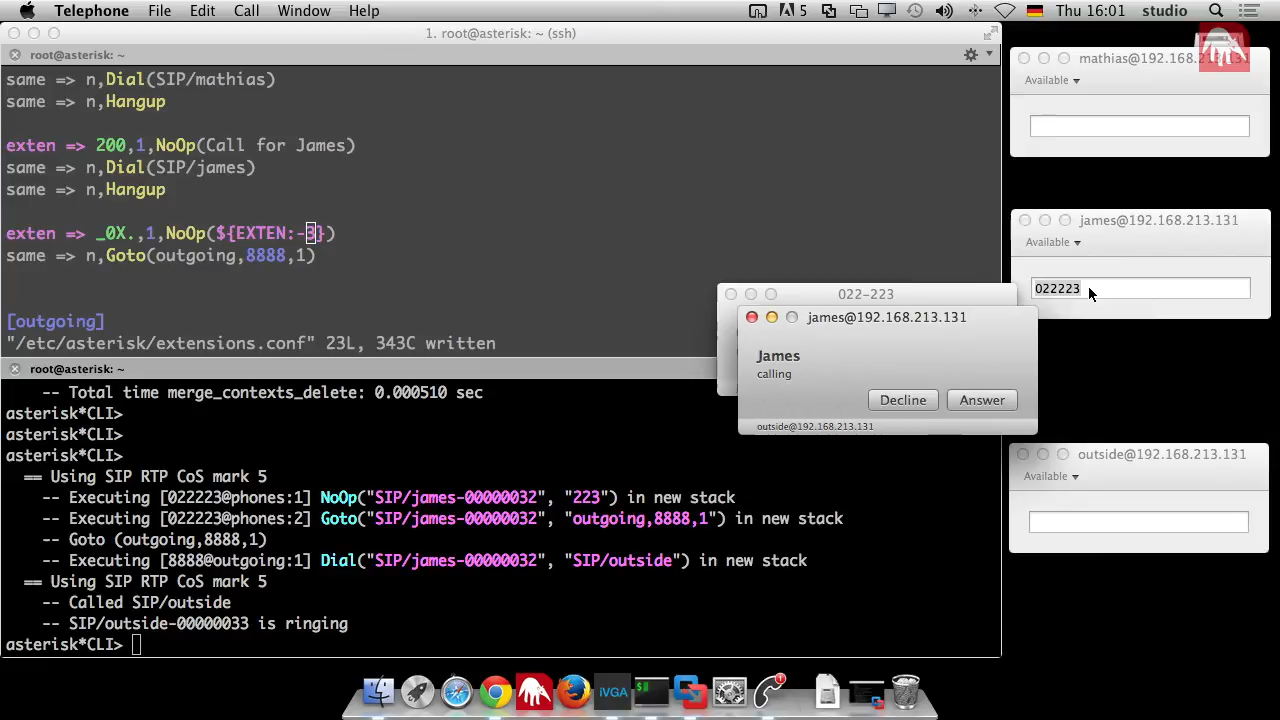 Telephone File Edit Call Window Help 5 Thu 16:01 studio
1. root@asterisk: ~ (ssh)
root@asterisk: ~
same => n,Dial(SIP/mathias)
same => n,Hangup
exten => 200,1,NoOp(Call for James)
same => n,Dial(SIP/james)
same => n,Hangup
exten => _0X.,1,NoOp(${EXTEN:-3})
same => n,Goto(outgoing,8888,1)
[outgoing]
"/etc/asterisk/extensions.conf" 23L, 343C written
root@asterisk: ~
-- Total time merge_contexts_delete: 0.000510 sec
asterisk*CLI>
asterisk*CLI>
asterisk*CLI>
== Using SIP RTP CoS mark 5
-- Executing [022223@phones:1] NoOp("SIP/james-00000032", "223") in new stack
-- Executing [022223@phones:2] Goto("SIP/james-00000032", "outgoing,8888,1") in new stack
-- Goto (outgoing,8888,1)
-- Executing [8888@outgoing:1] Dial("SIP/james-00000032", "SIP/outside") in new stack
== Using SIP RTP CoS mark 5
-- Called SIP/outside
-- SIP/outside-00000033 is ringing
asterisk*CLI>
022-223
james@192.168.213.131
James
calling
Decline Answer
outside@192.168.213.131
mathias@192.168.213.131
Available
james@192.168.213.131
Available
022223
outside@192.168.213.131
Available
iVGA
$
1